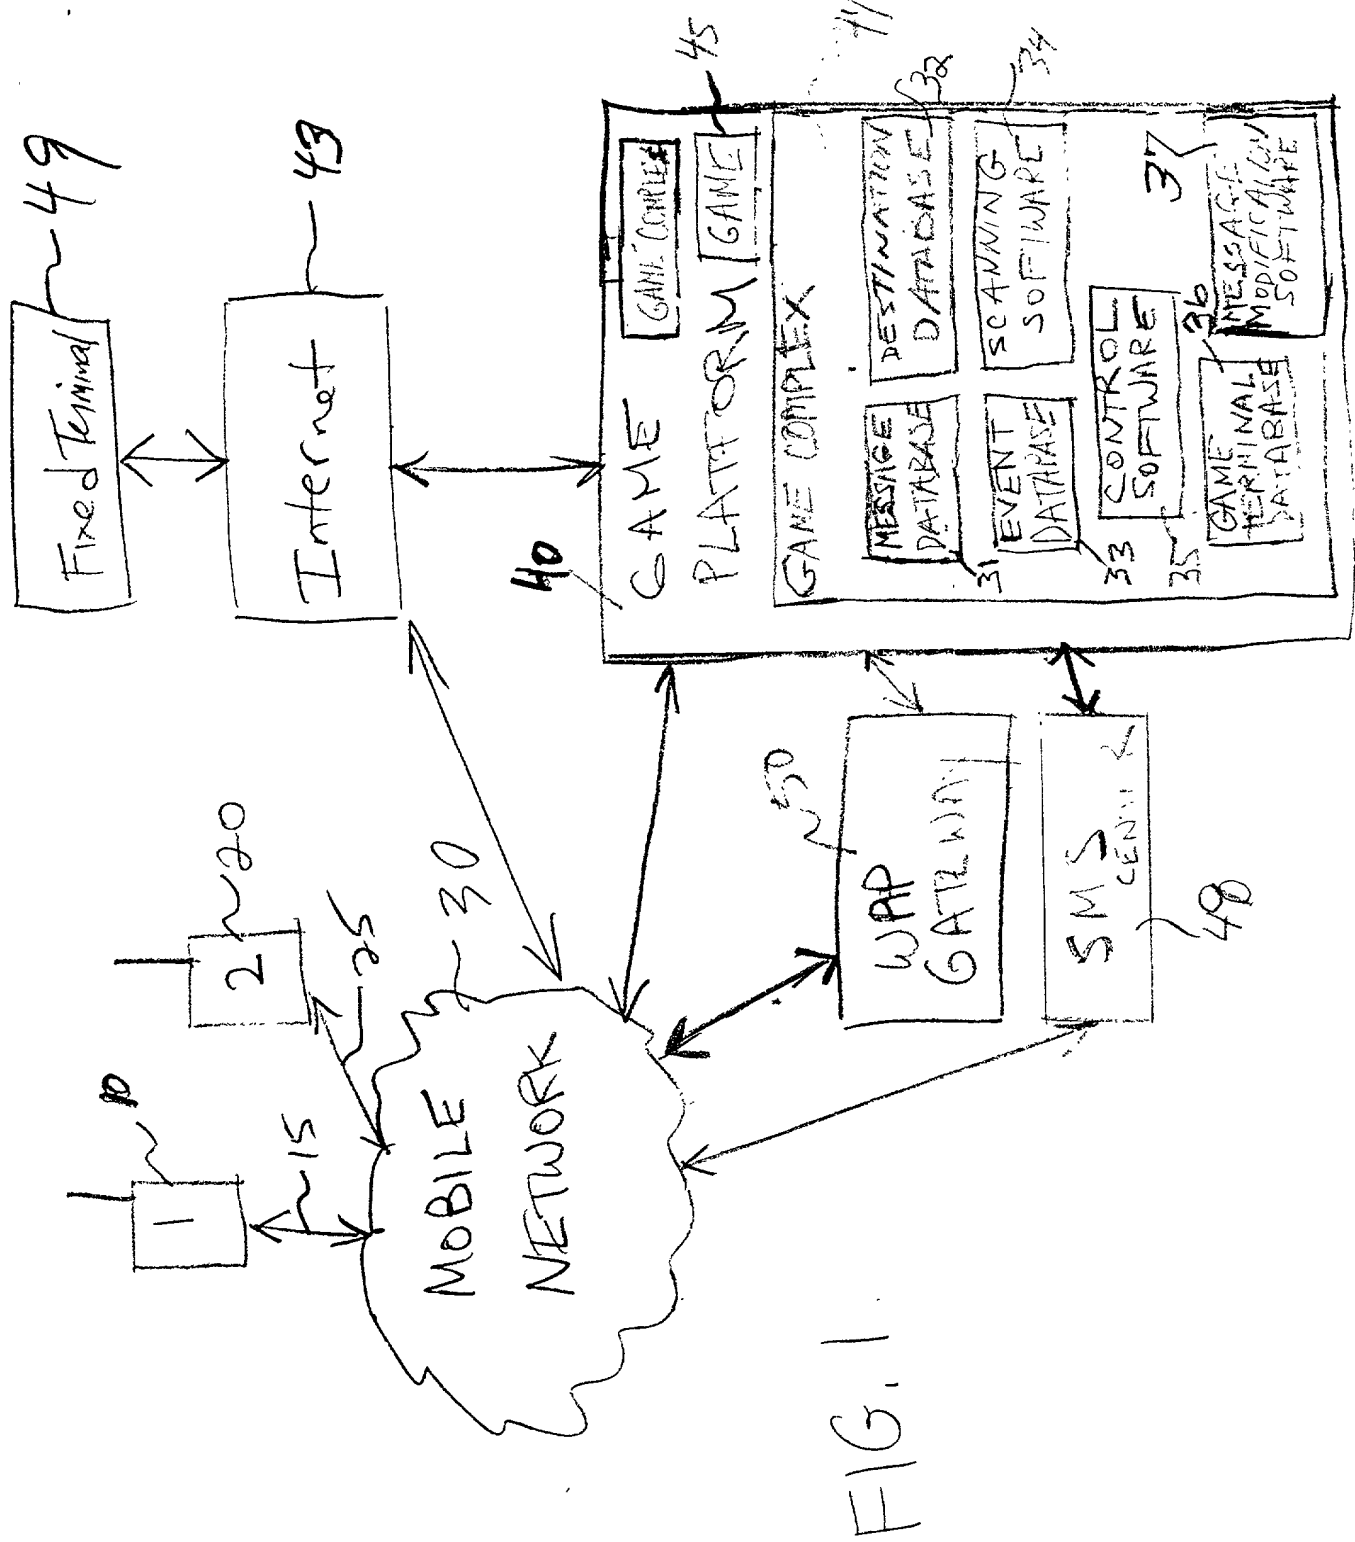 Fixed Terminal
49
Internet
43
1
10
15
2
20
25
30
MOBILE
NETWORK
40
GAME
PLATFORM
GAME COMPLEX
GAME
45
GAME COMPLEX
MESSAGE
DATABASE
31
DESTINATION
DATABASE
32
EVENT
DATABASE
33
SCANNING
SOFTWARE
34
CONTROL
SOFTWARE
35
GAME
TERMINAL
DATABASE
36
MESSAGE
MODIFICATION
SOFTWARE
37
WAP
GATEWAY
50
SMS
CENTER
FIG. 1